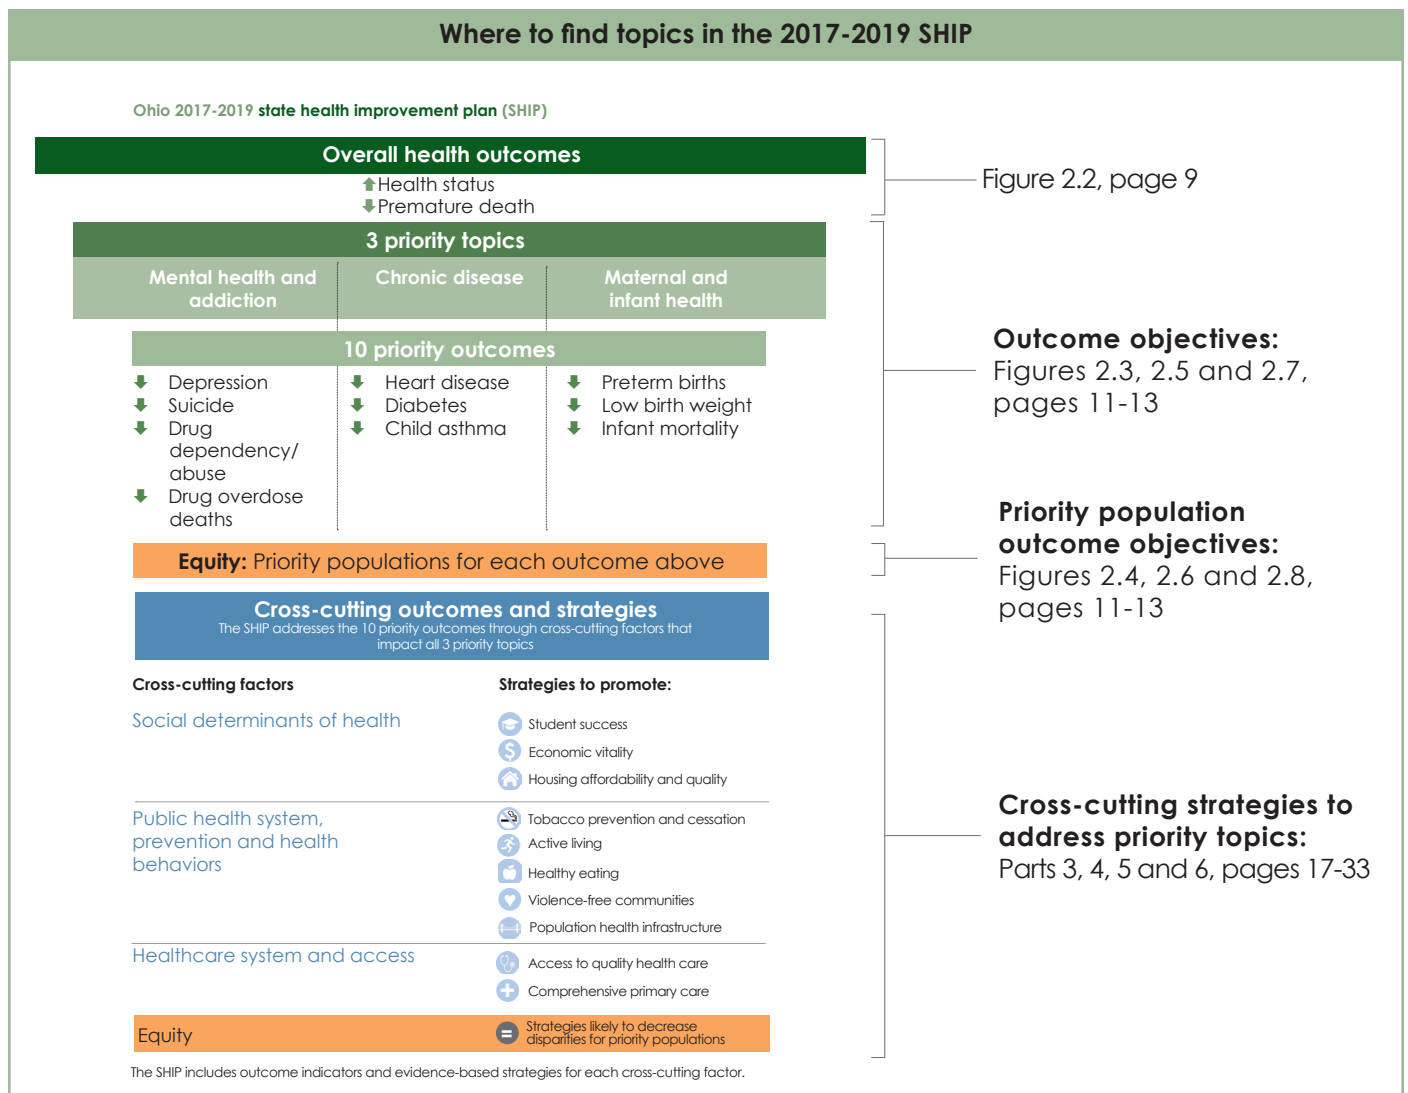 Where to find topics in the 2017-2019 SHIP
Ohio 2017-2019 state health improvement plan (SHIP)
Overall health outcomes
Health status
Premature death
Figure 2.2, page 9
3 priority topics
Mental health and
addiction
Chronic disease
Maternal and
infant health
10 priority outcomes
Depression
Suicide
Drug
dependency/
abuse
Drug overdose
deaths
Heart disease
Diabetes
Child asthma
Preterm births
Low birth weight
Infant mortality
Outcome objectives:
Figures 2.3, 2.5 and 2.7,
pages 11-13
Equity: Priority populations for each outcome above
Priority population
outcome objectives:
Figures 2.4, 2.6 and 2.8,
pages 11-13
Cross-cutting outcomes and strategies
The SHIP addresses the 10 priority outcomes through cross-cutting factors that
impact all 3 priority topics
Cross-cutting factors
Strategies to promote:
Social determinants of health
Student success
Economic vitality
Housing affordability and quality
Public health system,
prevention and health
behaviors
Tobacco prevention and cessation
Active living
Healthy eating
Violence-free communities
Population health infrastructure
Healthcare system and access
Access to quality health care
Comprehensive primary care
Equity
Strategies likely to decrease
disparities for priority populations
Cross-cutting strategies to
address priority topics:
Parts 3, 4, 5 and 6, pages 17-33
The SHIP includes outcome indicators and evidence-based strategies for each cross-cutting factor.